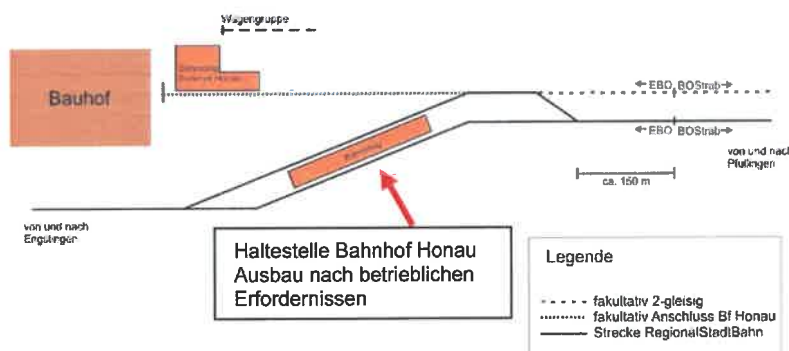 Wagengruppe
Bauhof
EBO BOStrab
EBO BOStrab
von und nach
Pfullingen
ca. 150 m
von und nach
Engstingen
Haltestelle Bahnhof Honau
Ausbau nach betrieblichen
Erfordernissen
Legende
fakultativ 2-gleisig
fakultativ Anschluss Bf Honau
Strecke RegionalStadtBahn